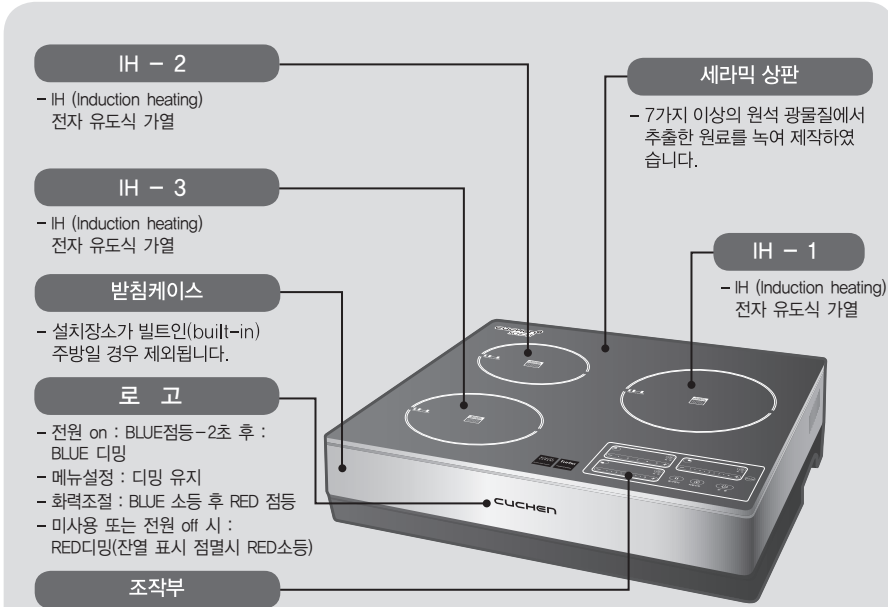 IH - 2
- IH (Induction heating)
전자 유도식 가열
IH - 3
- IH (Induction heating)
전자 유도식 가열
받침케이스
- 설치장소가 빌트인(built-in)
주방일 경우 제외됩니다.
로 고
- 전원 on : BLUE점등-2초 후 :
BLUE 디밍
- 메뉴설정 : 디밍 유지
- 화력조절 : BLUE 소등 후 RED 점등
- 미사용 또는 전원 off 시 :
RED디밍(잔열 표시 점멸시 RED소등)
조작부
세라믹 상판
- 7가지 이상의 원석 광물질에서
추출한 원료를 녹여 제작하였
습니다.
IH - 1
- IH (Induction heating)
전자 유도식 가열
CUCHEN